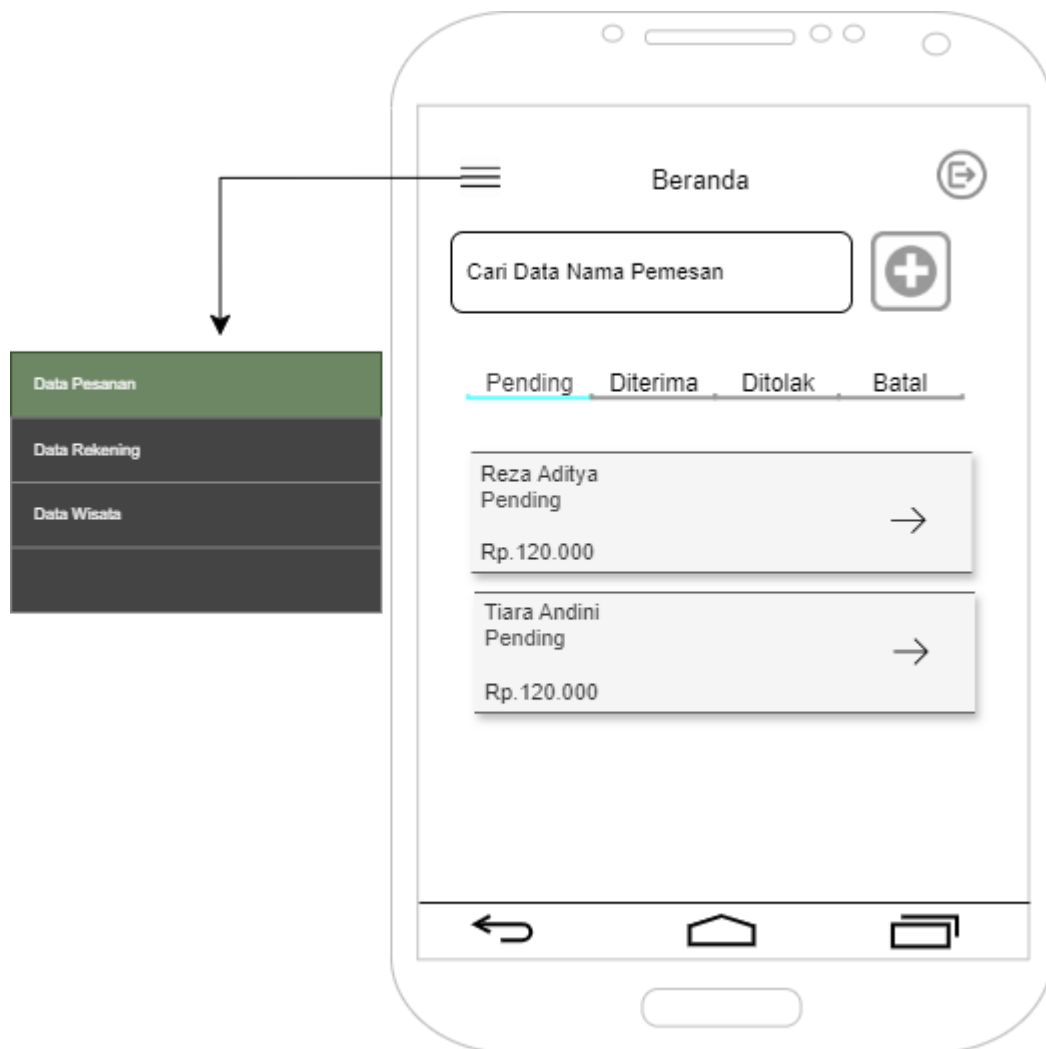 Beranda
Cari Data Nama Pemesan
Data Pesanan
Data Rekening
Data Wisata
Pending Diterima Ditolak Batal
Reza Aditya
Pending
Rp.120.000
Tiara Andini
Pending
Rp.120.000